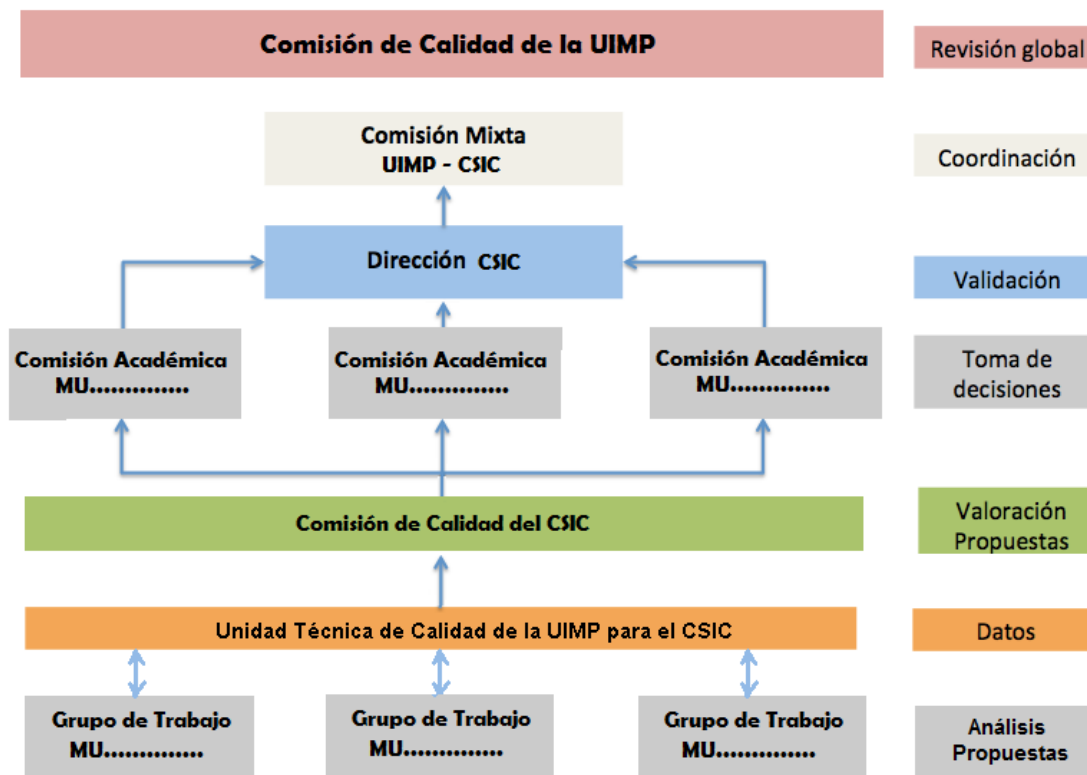 Comisión de Calidad de la UIMP
Revisión global
Comisión Mixta
UIMP - CSIC
Coordinación
Dirección CSIC
Validación
Comisión Académica
MU..............
Comisión Académica
MU..............
Comisión Académica
MU..............
Toma de
decisiones
Comisión de Calidad del CSIC
Valoración
Propuestas
Unidad Técnica de Calidad de la UIMP para el CSIC
Datos
Grupo de Trabajo
MU..............
Grupo de Trabajo
MU..............
Grupo de Trabajo
MU..............
Análisis
Propuestas